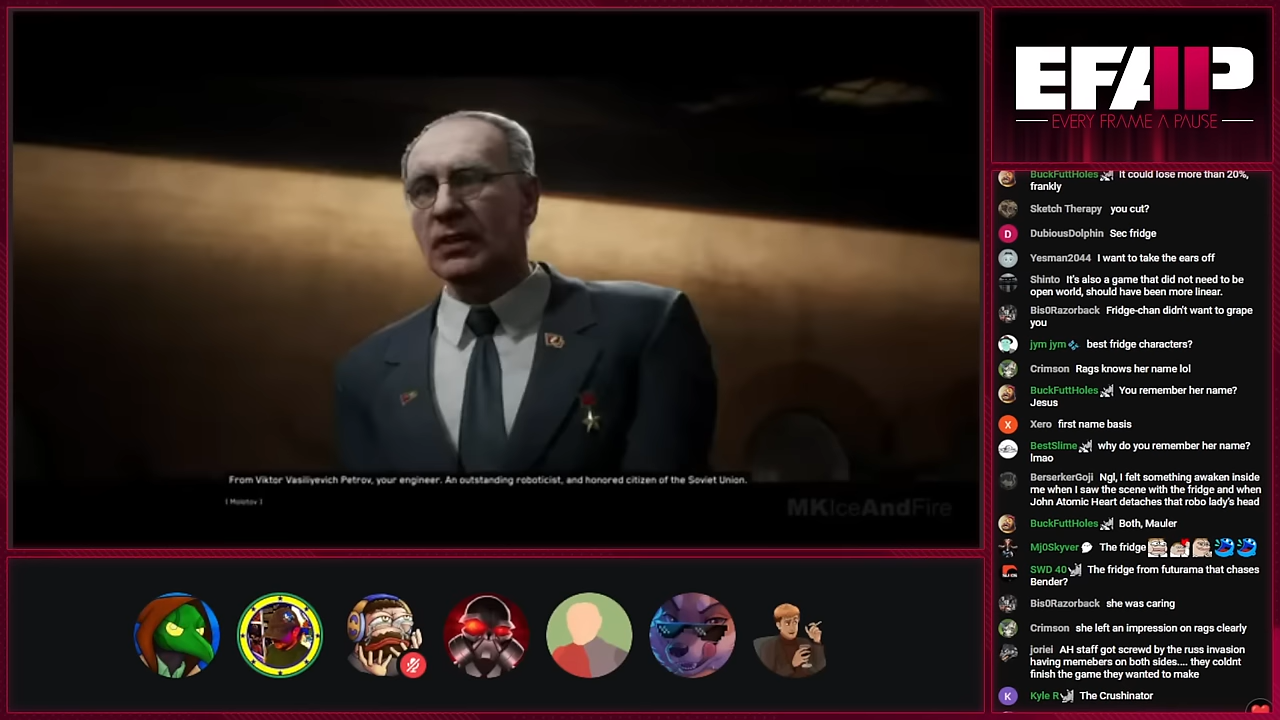 From Viktor Vasiliyevich Petrov, your engineer. An outstanding roboticist, and honored citizen of the Soviet Union.
[ Molotov ]
MKIceAndFire
EFAP
EVERY FRAME A PAUSE
BuckFuttHoles It could lose more than 20%,
frankly
Sketch Therapy you cut?
D
DubiousDolphin Sec fridge
Yesman2044 I want to take the ears off
Shinto It's also a game that did not need to be
open world, should have been more linear.
Bis0Razorback Fridge-chan didn't want to grape
you
jym jym best fridge characters?
Crimson Rags knows her name lol
BuckFuttHoles You remember her name?
Jesus
X
Xero first name basis
BestSlime why do you remember her name?
lmao
BerserkerGoji Ngl, I felt something awaken inside
me when I saw the scene with the fridge and when
John Atomic Heart detaches that robo lady's head
BuckFuttHoles Both, Mauler
Mj0Skyver The fridge
SWD 40 The fridge from futurama that chases
Bender?
Bis0Razorback she was caring
Crimson she left an impression on rags clearly
joriei AH staff got screwed by the russ invasion
having memebers on both sides.... they coldnt
finish the game they wanted to make
K
Kyle R The Crushinator